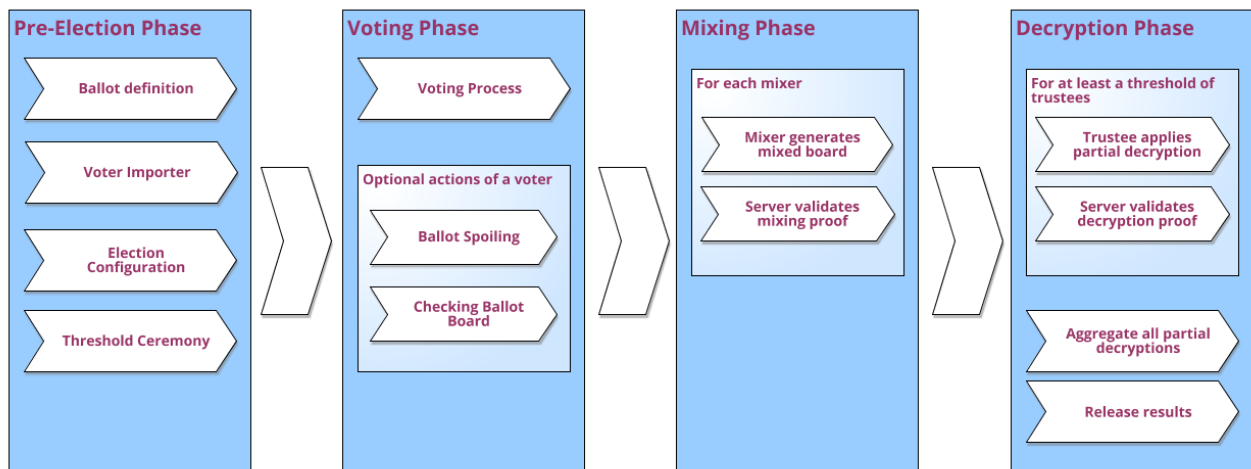 Pre-Election Phase
Ballot definition
Voter Importer
Election
Configuration
Threshold Ceremony
Voting Phase
Voting Process
Optional actions of a voter
Ballot Spoiling
Checking Ballot
Board
Mixing Phase
For each mixer
Mixer generates
mixed board
Server validates
mixing proof
Decryption Phase
For at least a threshold of
trustees
Trustee applies
partial decryption
Server validates
decryption proof
Aggregate all partial
decryptions
Release results